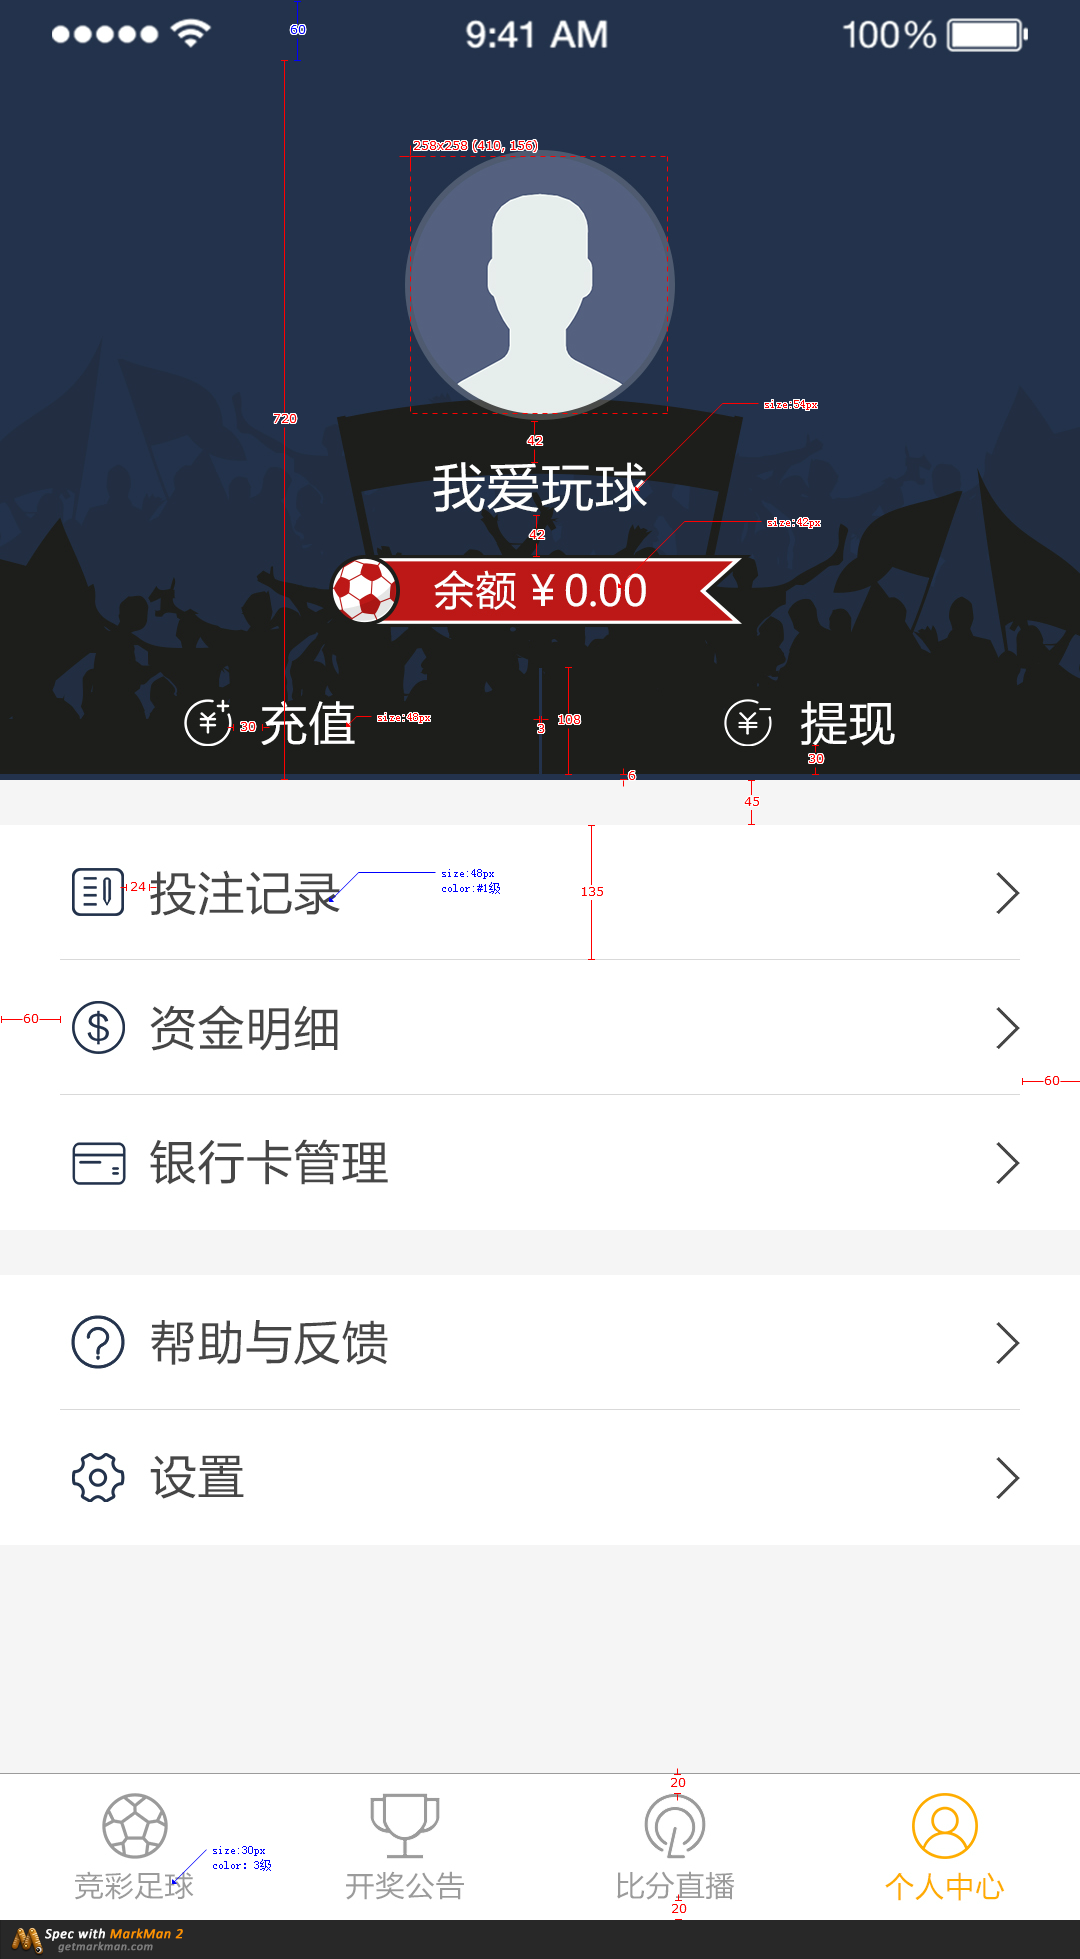 60
9:41 AM
100%
258x258 (410, 156)
720
size:54px
42
我爱玩球
size:42px
42
余额 ¥ 0.00
30
充值
size:48px
3
108
提现
30
6
45
24
投注记录
size:48px
color:#1级
135
60
资金明细
60
银行卡管理
帮助与反馈
设置
20
size:30px
color: 3级
竞彩足球
开奖公告
比分直播
个人中心
20
Spec with MarkMan 2
getmarkman.com